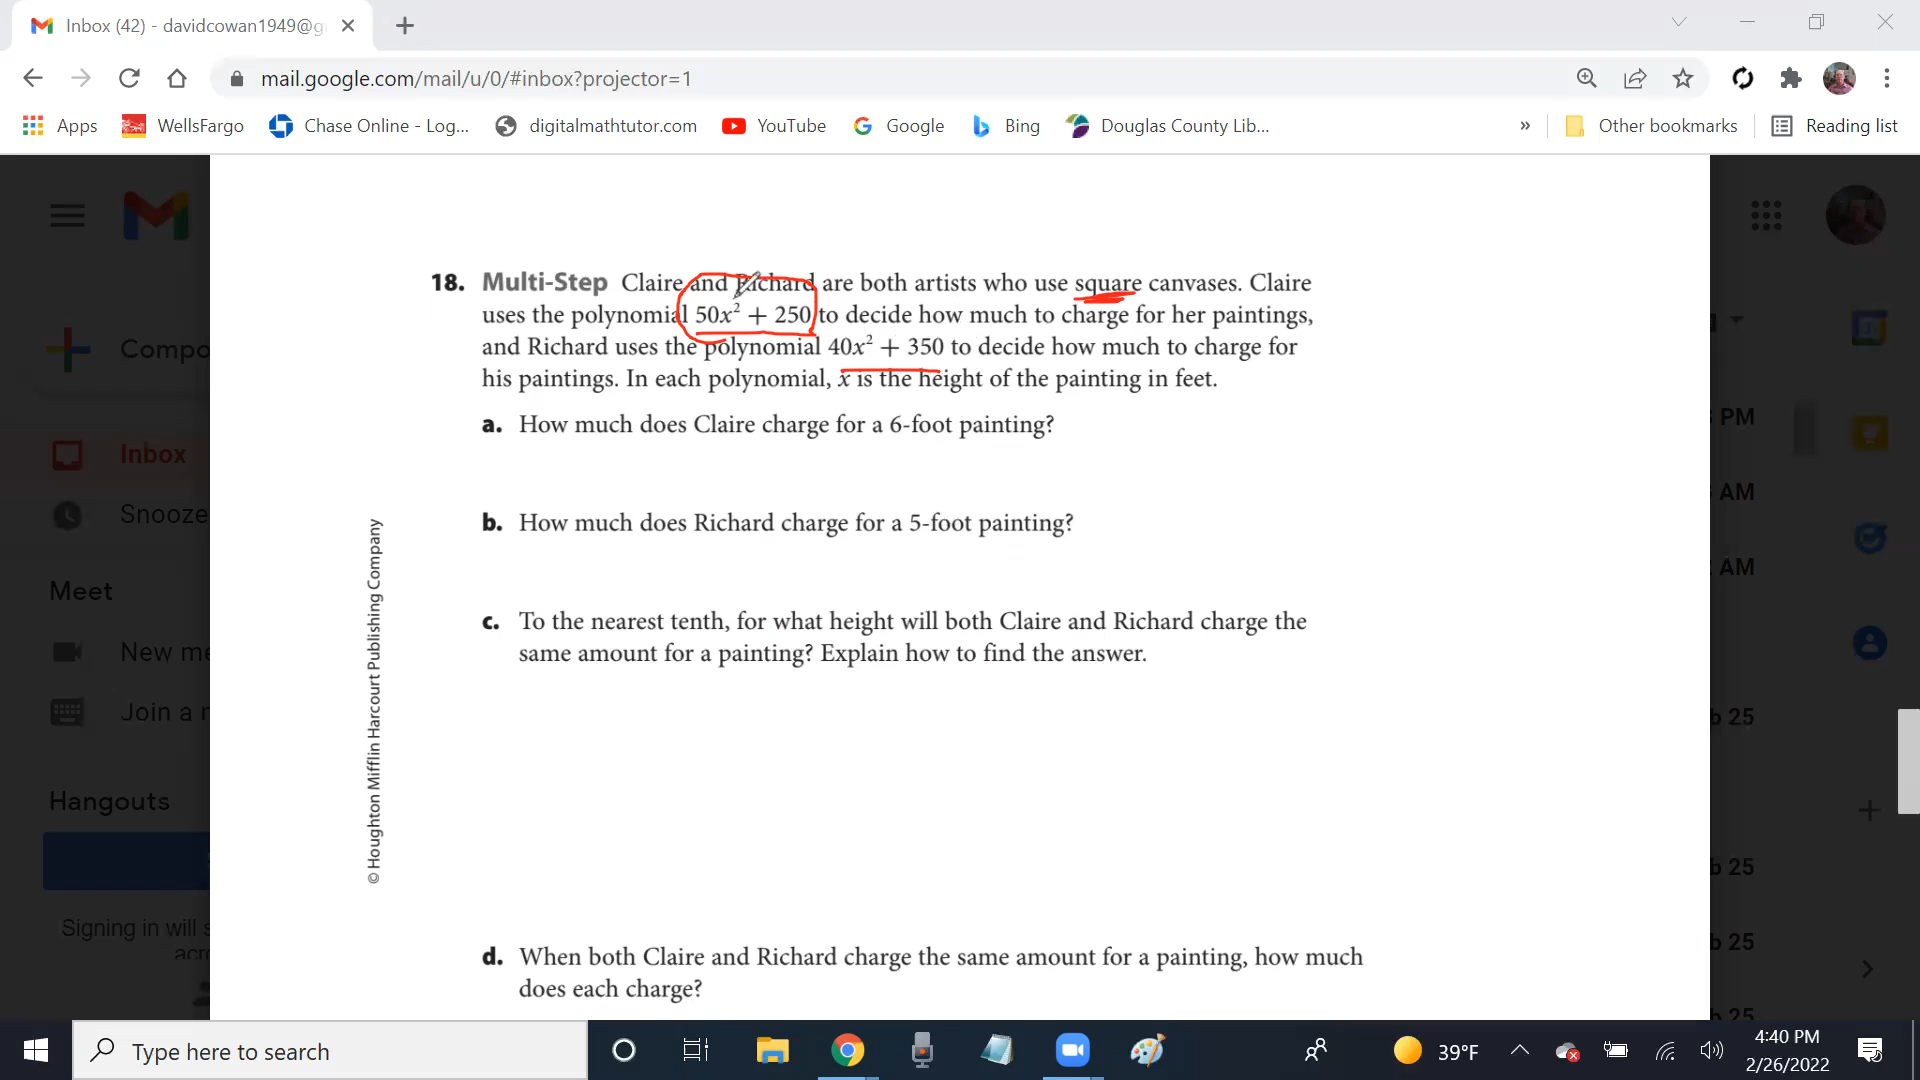 Inbox (42) - davidcowan1949@g
mail.google.com/mail/u/0/#inbox?projector=1
Apps WellsFargo Chase Online - Log... digitalmathtutor.com YouTube Google Bing Douglas County Lib... » Other bookmarks Reading list
18. Multi-Step Claire and Richard are both artists who use square canvases. Claire
uses the polynomial 50x² + 250 to decide how much to charge for her paintings,
and Richard uses the polynomial 40x² + 350 to decide how much to charge for
his paintings. In each polynomial, x is the height of the painting in feet.
a. How much does Claire charge for a 6-foot painting?
b. How much does Richard charge for a 5-foot painting?
c. To the nearest tenth, for what height will both Claire and Richard charge the
same amount for a painting? Explain how to find the answer.
d. When both Claire and Richard charge the same amount for a painting, how much
does each charge?
© Houghton Mifflin Harcourt Publishing Company
Compo
Inbox
Snooze
Meet
New me
Join a
Hangouts
Signing in will
acro
PM
AM
AM
b 25
b 25
b 25
b 25
Type here to search
39°F
4:40 PM
2/26/2022